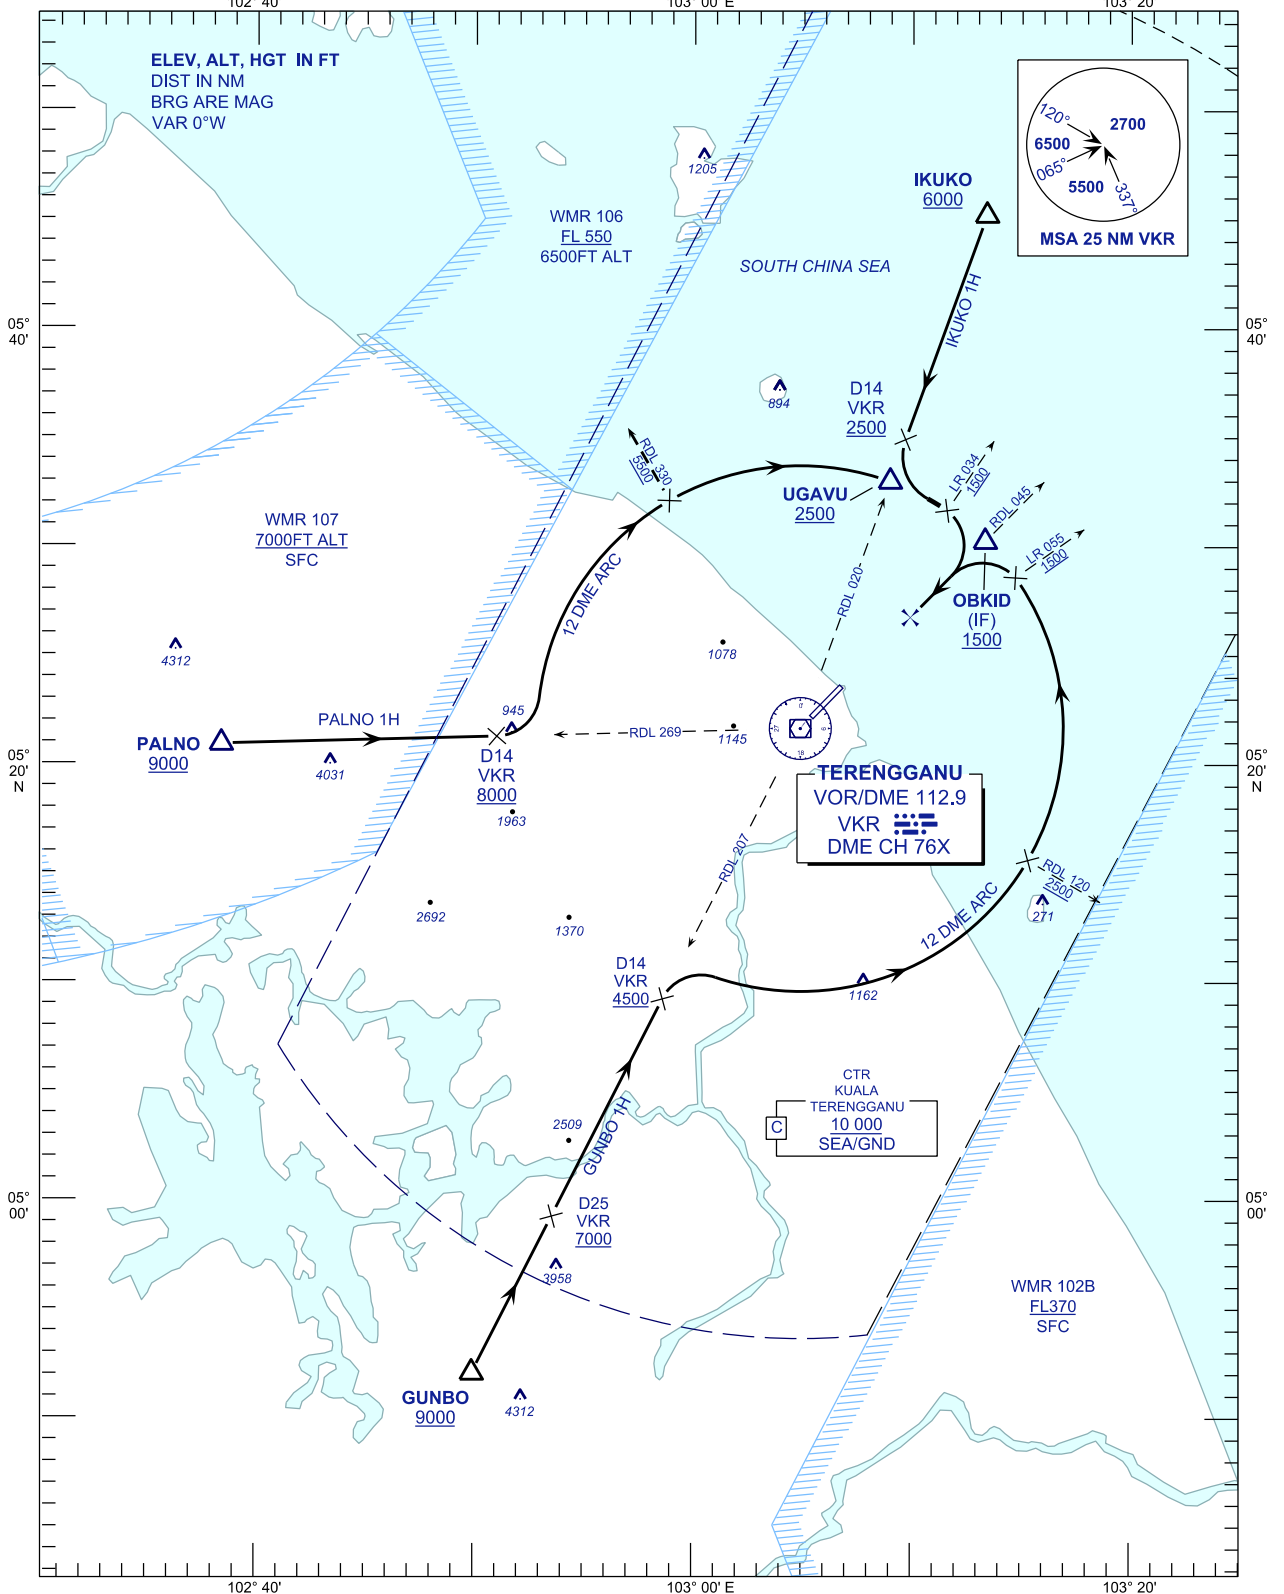 102° 40'
103° 00' E
103° 20'
ELEV, ALT, HGT IN FT
DIST IN NM
BRG ARE MAG
VAR 0°W
120°
2700
6500
065°
5500
337°
MSA 25 NM VKR
1205
IKUKO
6000
WMR 106
FL 550
6500FT ALT
SOUTH CHINA SEA
IKUKO 1H
05°
40'
05°
40'
894
D14
VKR
2500
RDL 330
5500
LR 034
1500
UGAVU
2500
RDL 045
WMR 107
7000FT ALT
SFC
LR 055
1500
12 DME ARC
RDL 020
OBKID
(IF)
1500
4312
1078
945
PALNO 1H
PALNO
9000
RDL 269
1145
D14
VKR
8000
4031
05°
20'
N
05°
20'
N
0
6
18
27
TERENGGANU
VOR/DME 112.9
VKR
DME CH 76X
1963
RDL 207
RDL 120
2500
271
2692
1370
12 DME ARC
D14
VKR
4500
1162
CTR
KUALA
TERENGGANU
10 000
SEA/GND
C
2509
GUNBO 1H
05°
00'
05°
00'
D25
VKR
7000
3958
WMR 102B
FL370
SFC
GUNBO
9000
4312
102° 40'
103° 00' E
103° 20'